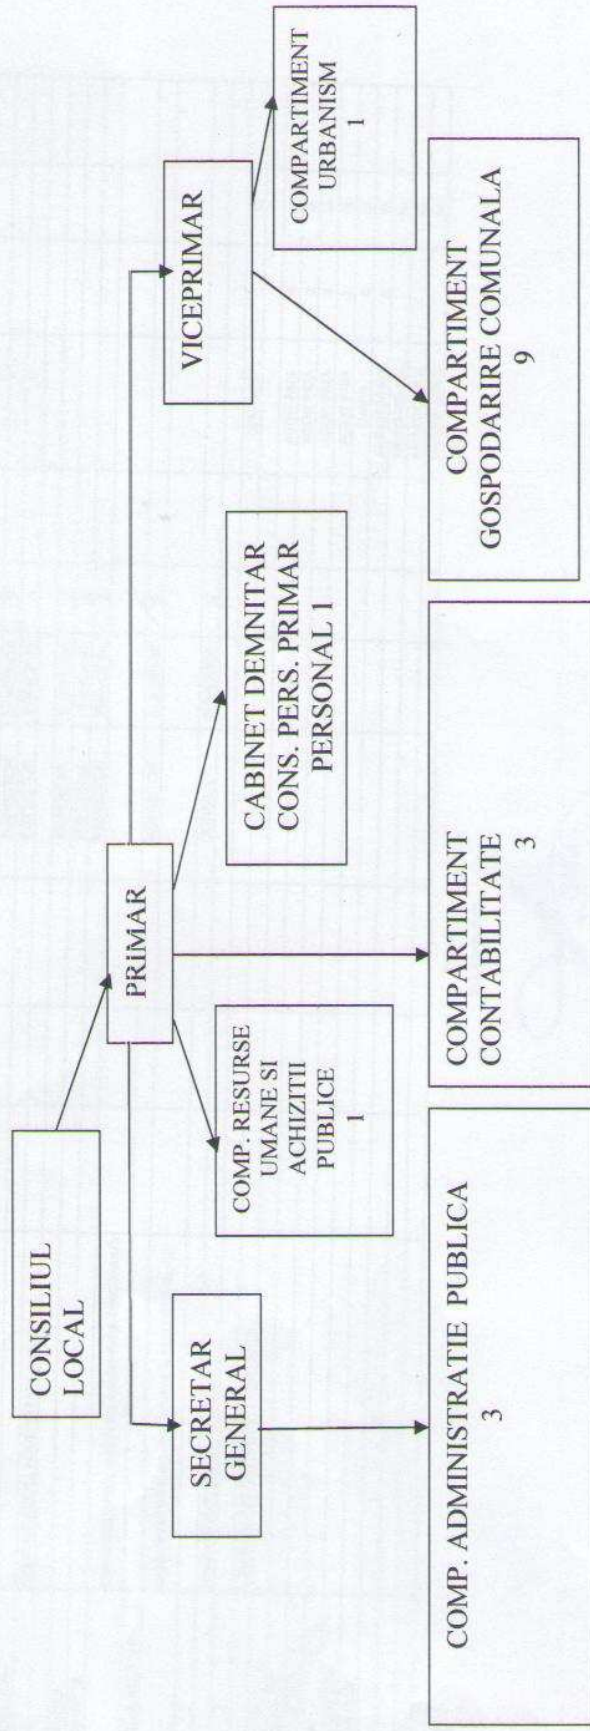 CONSILIUL
LOCAL
PRiMAR
SECRETAR
GENERAL
VICEPRIMAR
COMP. RESURSE
UMANE SI
ACHIZITII
PUBLICE
1
CABINET DEMNITAR
CONS. PERS. PRIMAR
PERSONAL 1
COMPARTIMENT
URBANISM
1
COMP. ADMINISTRATIE PUBLICA
3
COMPARTIMENT
CONTABILITATE
3
COMPARTIMENT
GOSPODARIRE COMUNALA
9